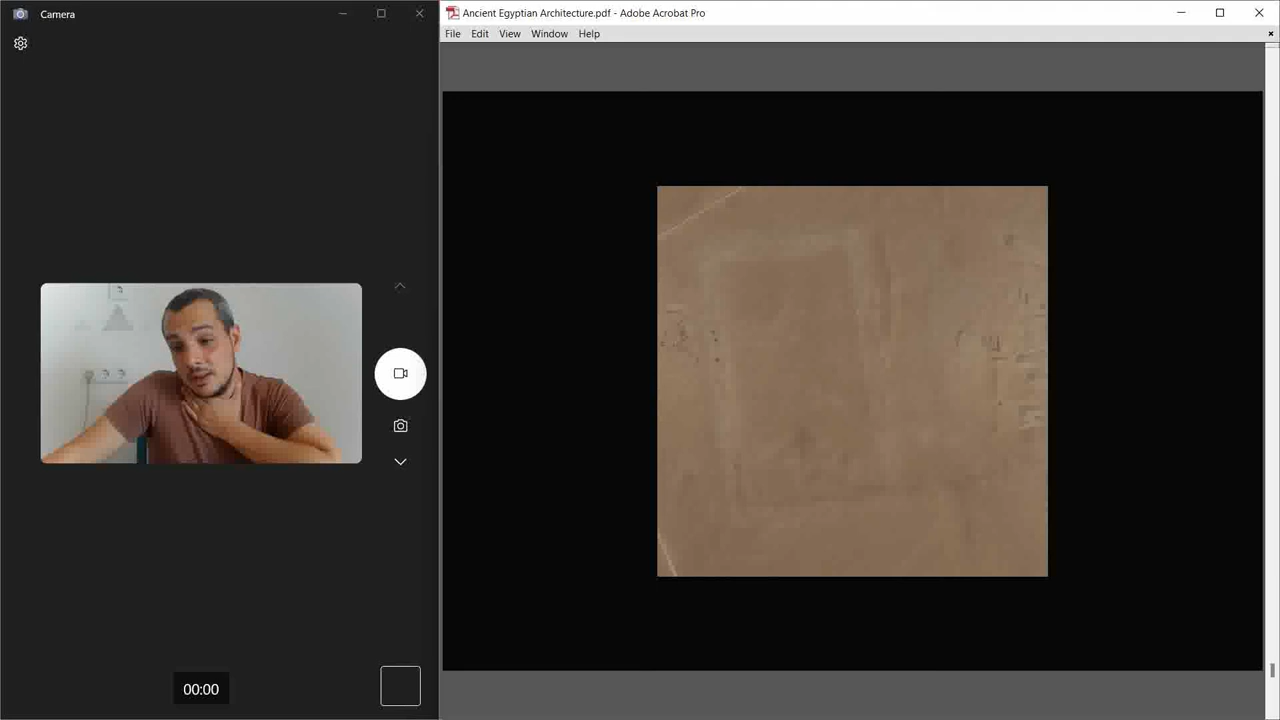 Camera
Ancient Egyptian Architecture.pdf - Adobe Acrobat Pro
File Edit View Window Help
00:00